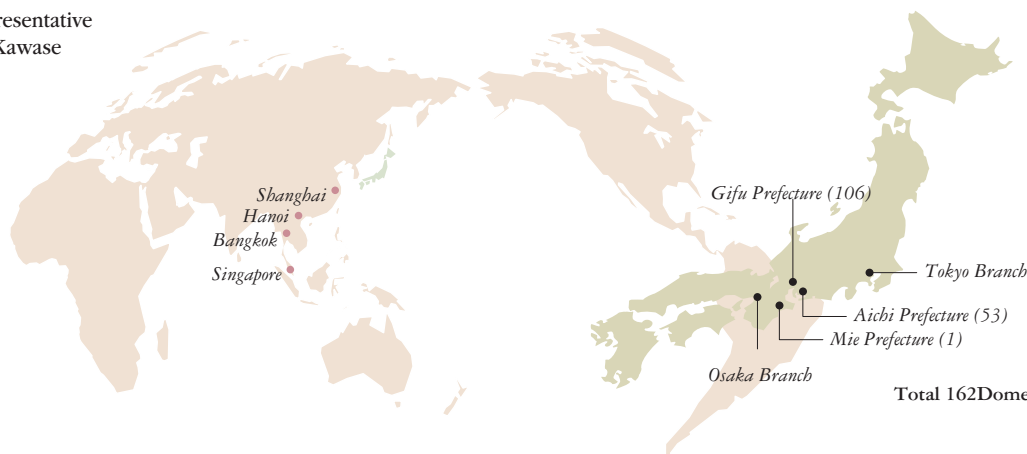 resentative
Kawase
Shanghai
Hanoi
Bangkok
Singapore
Gifu Prefecture (106)
Tokyo Branch
Aichi Prefecture (53)
Mie Prefecture (1)
Osaka Branch
Total 162Dome